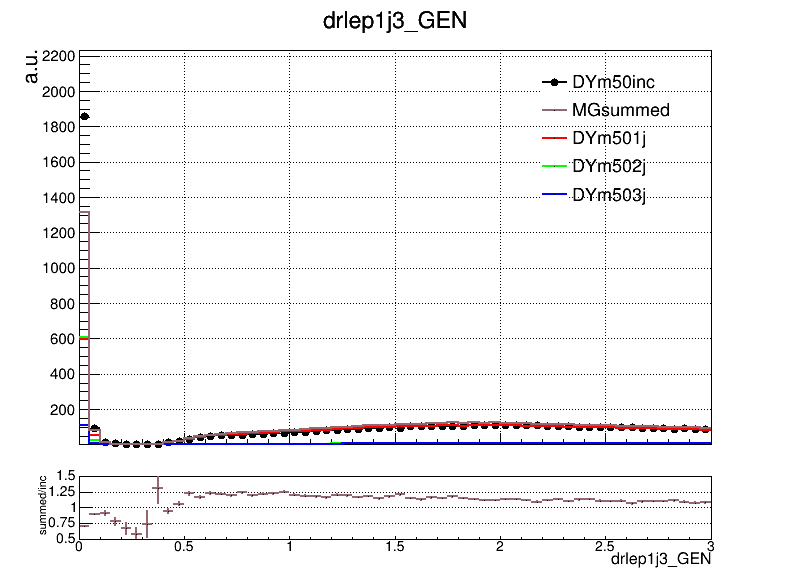 drlep1j3_GEN
a.u.
2200
2000
1800
1600
1400
1200
1000
800
600
400
200
DYm50inc
MGsummed
DYm501j
DYm502j
DYm503j
summed/inc
1.5
1.25
1
0.75
0.5
0 0.5 1 1.5 2 2.5 3
drlep1j3_GEN